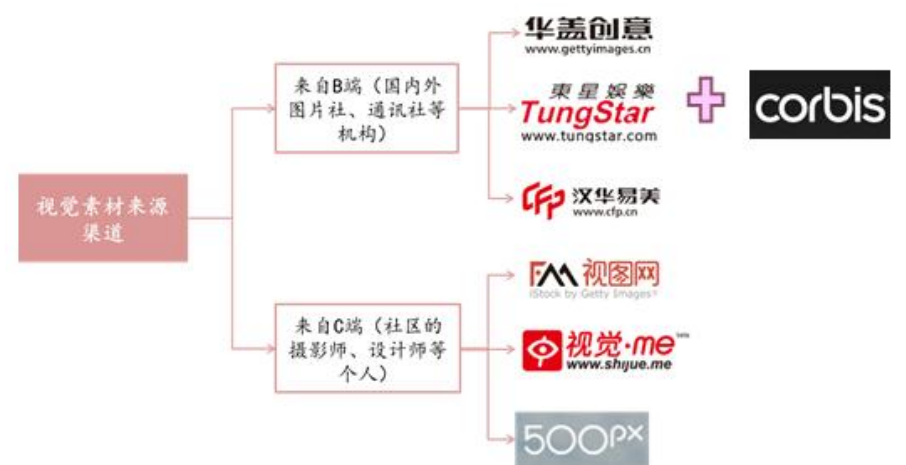 视觉素材来源
渠道
来自B端（国内外
图片社、通讯社等
机构）
华盖创意
www.gettyimages.cn
東星娛樂
TungStar
www.tungstar.com
corbis
CFP 汉华易美
www.cfp.cn
来自C端（社区的
摄影师、设计师等
个人）
FM 视图网
iStock by Getty Images®
视觉·me beta
www.shijue.me
500px